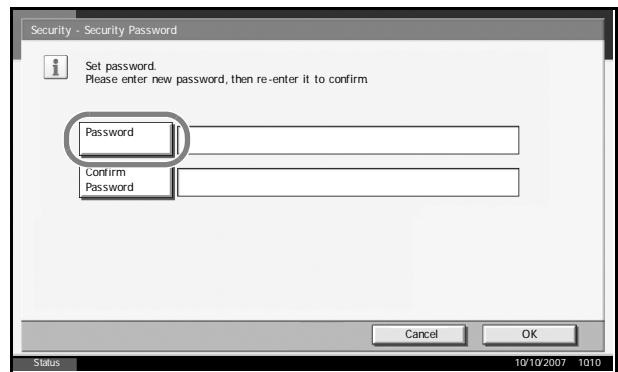 Security - Security Password
Set password.
Please enter new password, then re-enter it to confirm.
Password
Confirm
Password
Cancel
OK
Status
10/10/2007 10:10